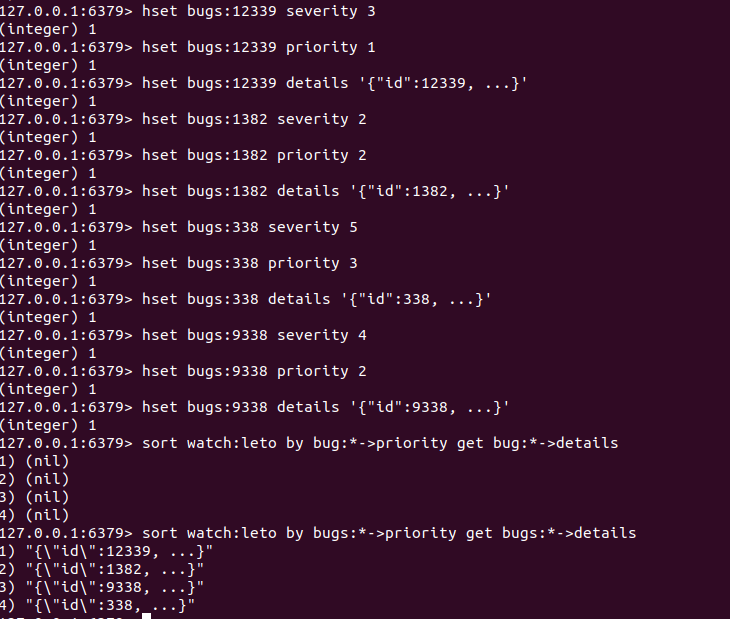 127.0.0.1:6379> hset bugs:12339 severity 3
(integer) 1
127.0.0.1:6379> hset bugs:12339 priority 1
(integer) 1
127.0.0.1:6379> hset bugs:12339 details '{"id":12339, ...}'
(integer) 1
127.0.0.1:6379> hset bugs:1382 severity 2
(integer) 1
127.0.0.1:6379> hset bugs:1382 priority 2
(integer) 1
127.0.0.1:6379> hset bugs:1382 details '{"id":1382, ...}'
(integer) 1
127.0.0.1:6379> hset bugs:338 severity 5
(integer) 1
127.0.0.1:6379> hset bugs:338 priority 3
(integer) 1
127.0.0.1:6379> hset bugs:338 details '{"id":338, ...}'
(integer) 1
127.0.0.1:6379> hset bugs:9338 severity 4
(integer) 1
127.0.0.1:6379> hset bugs:9338 priority 2
(integer) 1
127.0.0.1:6379> hset bugs:9338 details '{"id":9338, ...}'
(integer) 1
127.0.0.1:6379> sort watch:leto by bug:*->priority get bug:*->details
1) (nil)
2) (nil)
3) (nil)
4) (nil)
127.0.0.1:6379> sort watch:leto by bugs:*->priority get bugs:*->details
1) "{\"id\":12339, ...}"
2) "{\"id\":1382, ...}"
3) "{\"id\":9338, ...}"
4) "{\"id\":338, ...}"
127.0.0.1:6379>